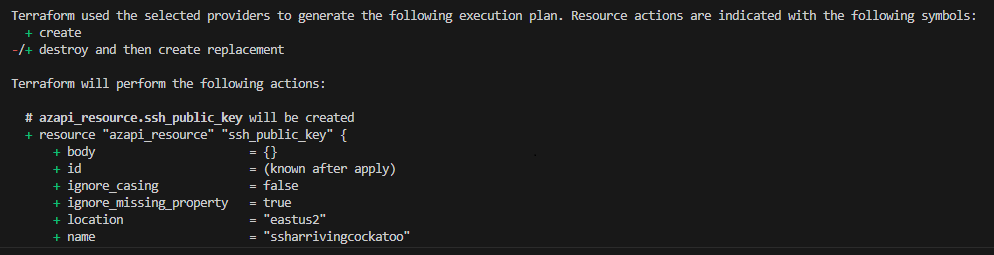 Terraform used the selected providers to generate the following execution plan. Resource actions are indicated with the following symbols:
+ create
-/+ destroy and then create replacement
Terraform will perform the following actions:
# azapi_resource.ssh_public_key will be created
+ resource "azapi_resource" "ssh_public_key" {
+ body = {}
+ id = (known after apply)
+ ignore_casing = false
+ ignore_missing_property = true
+ location = "eastus2"
+ name = "ssharrivingcockatoo"